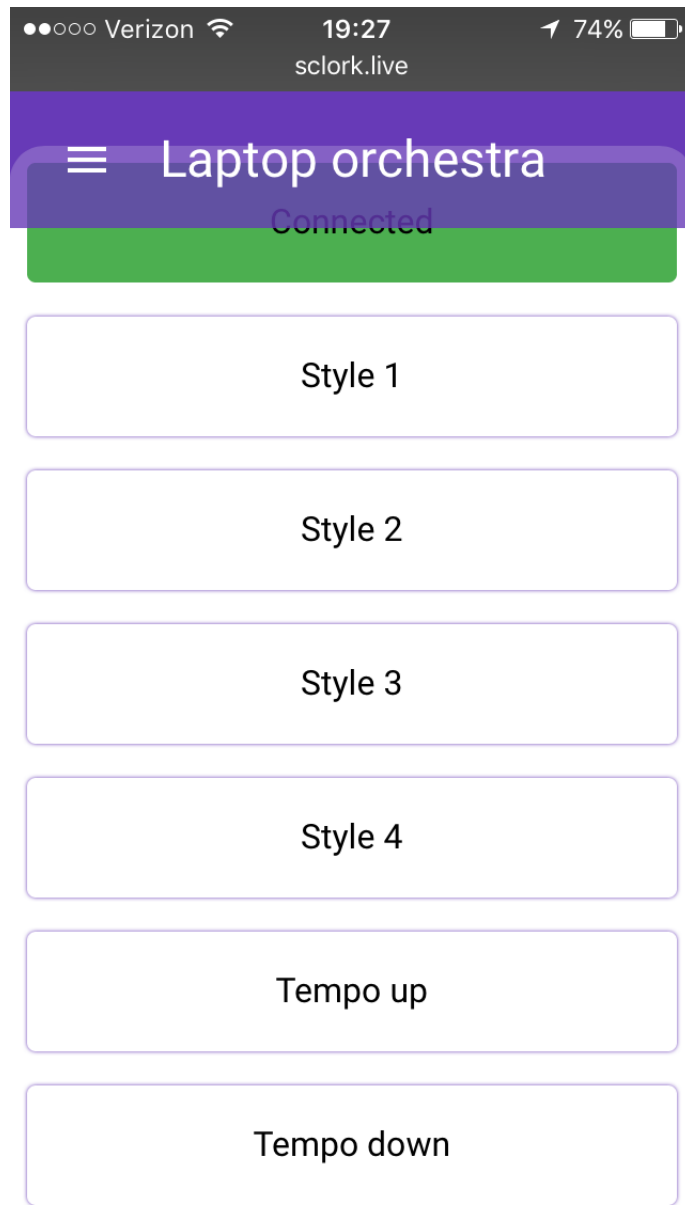 Verizon 19:27 74%
sclork.live
Laptop orchestra
Connected
Style 1
Style 2
Style 3
Style 4
Tempo up
Tempo down